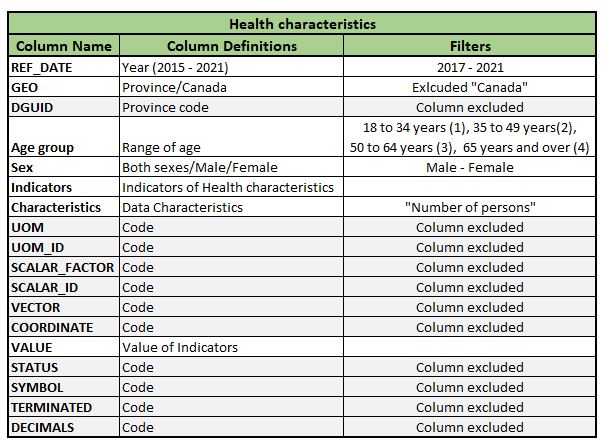 Health characteristics
Column Name Column Definitions Filters
REF_DATE Year (2015 - 2021) 2017 - 2021
GEO Province/Canada Exlcuded "Canada"
DGUID Province code Column excluded
18 to 34 years (1), 35 to 49 years(2),
Age group Range of age 50 to 64 years (3), 65 years and over (4)
Sex Both sexes/Male/Female Male - Female
Indicators Indicators of Health characteristics
Characteristics Data Characteristics "Number of persons"
UOM Code Column excluded
UOM_ID Code Column excluded
SCALAR_FACTOR Code Column excluded
SCALAR_ID Code Column excluded
VECTOR Code Column excluded
COORDINATE Code Column excluded
VALUE Value of Indicators
STATUS Code Column excluded
SYMBOL Code Column excluded
TERMINATED Code Column excluded
DECIMALS Code Column excluded